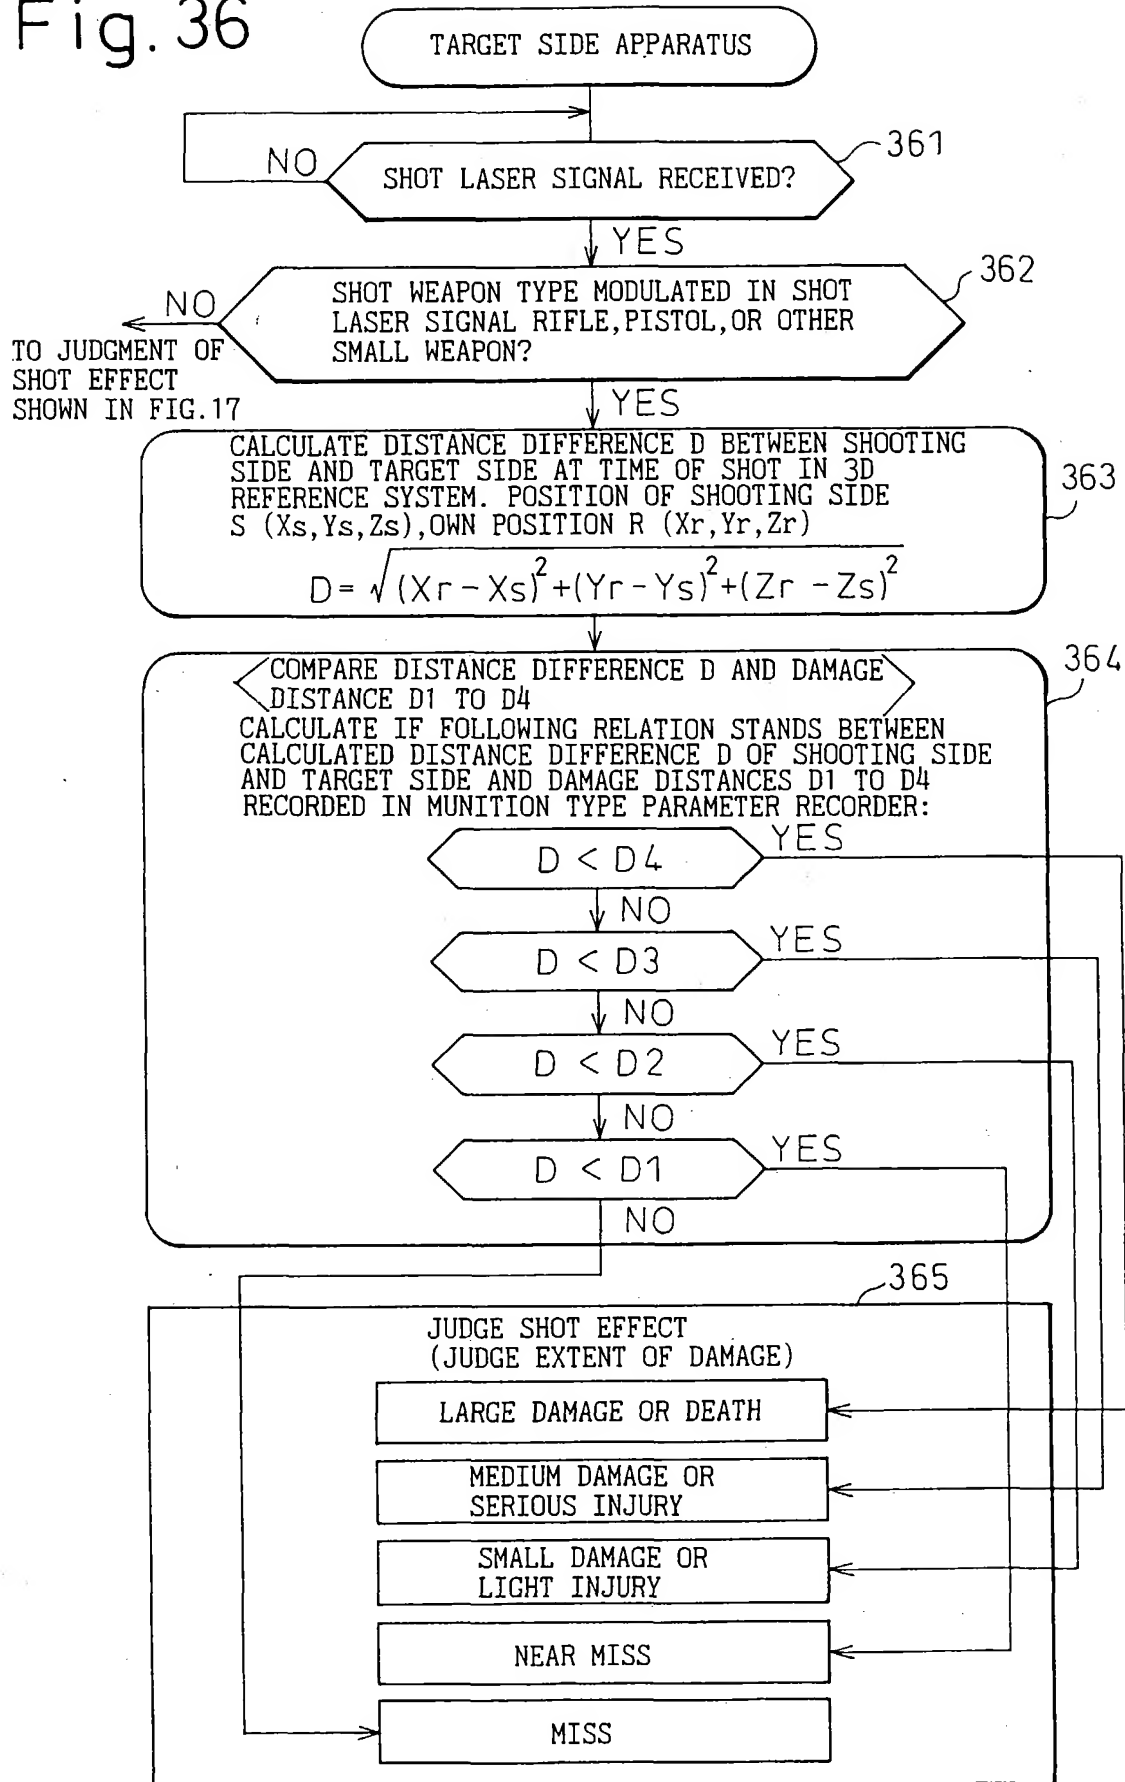 Fig. 36
TARGET SIDE APPARATUS
361
NO
SHOT LASER SIGNAL RECEIVED?
YES
362
NO
SHOT WEAPON TYPE MODULATED IN SHOT
LASER SIGNAL RIFLE, PISTOL, OR OTHER
SMALL WEAPON?
TO JUDGMENT OF
SHOT EFFECT
SHOWN IN FIG.17
YES
363
CALCULATE DISTANCE DIFFERENCE D BETWEEN SHOOTING
SIDE AND TARGET SIDE AT TIME OF SHOT IN 3D
REFERENCE SYSTEM. POSITION OF SHOOTING SIDE
S (Xs,Ys,Zs),OWN POSITION R (Xr,Yr,Zr)
D=√(Xr-Xs)²+(Yr-Ys)²+(Zr -Zs)²
364
COMPARE DISTANCE DIFFERENCE D AND DAMAGE
DISTANCE D1 TO D4
CALCULATE IF FOLLOWING RELATION STANDS BETWEEN
CALCULATED DISTANCE DIFFERENCE D OF SHOOTING SIDE
AND TARGET SIDE AND DAMAGE DISTANCES D1 TO D4
RECORDED IN MUNITION TYPE PARAMETER RECORDER:
D < D4
YES
NO
D < D3
YES
NO
D < D2
YES
NO
D < D1
YES
NO
365
JUDGE SHOT EFFECT
(JUDGE EXTENT OF DAMAGE)
LARGE DAMAGE OR DEATH
MEDIUM DAMAGE OR
SERIOUS INJURY
SMALL DAMAGE OR
LIGHT INJURY
NEAR MISS
MISS